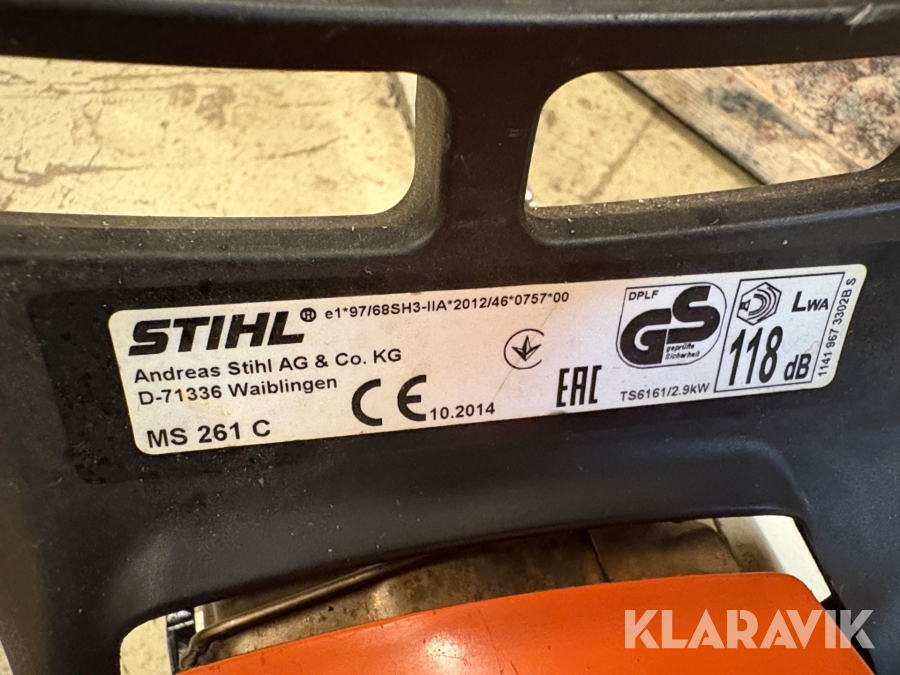 STIHL® e1*97/68SH3-IIA*2012/46*0757*00
Andreas Stihl AG & Co. KG
D-71336 Waiblingen
MS 261 C
CE 10.2014
EAC
DPLF
GS
geprüfte
Sicherheit
TS6161/2.9kW
LWA
118 dB
1141 967 3302B S
KLARAVIK